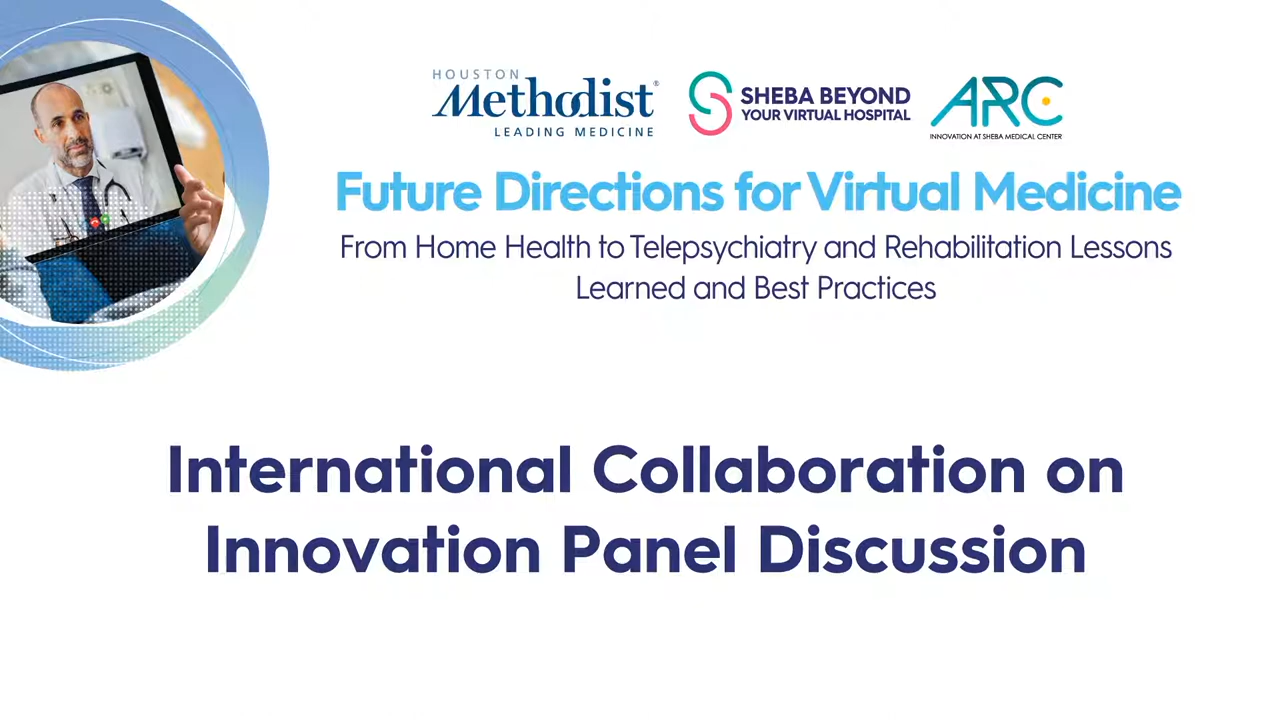 HOUSTON
Methodist®
LEADING MEDICINE
SHEBA BEYOND
YOUR VIRTUAL HOSPITAL
ARC
INNOVATION AT SHEBA MEDICAL CENTER
Future Directions for Virtual Medicine
From Home Health to Telepsychiatry and Rehabilitation Lessons
Learned and Best Practices
International Collaboration on
Innovation Panel Discussion